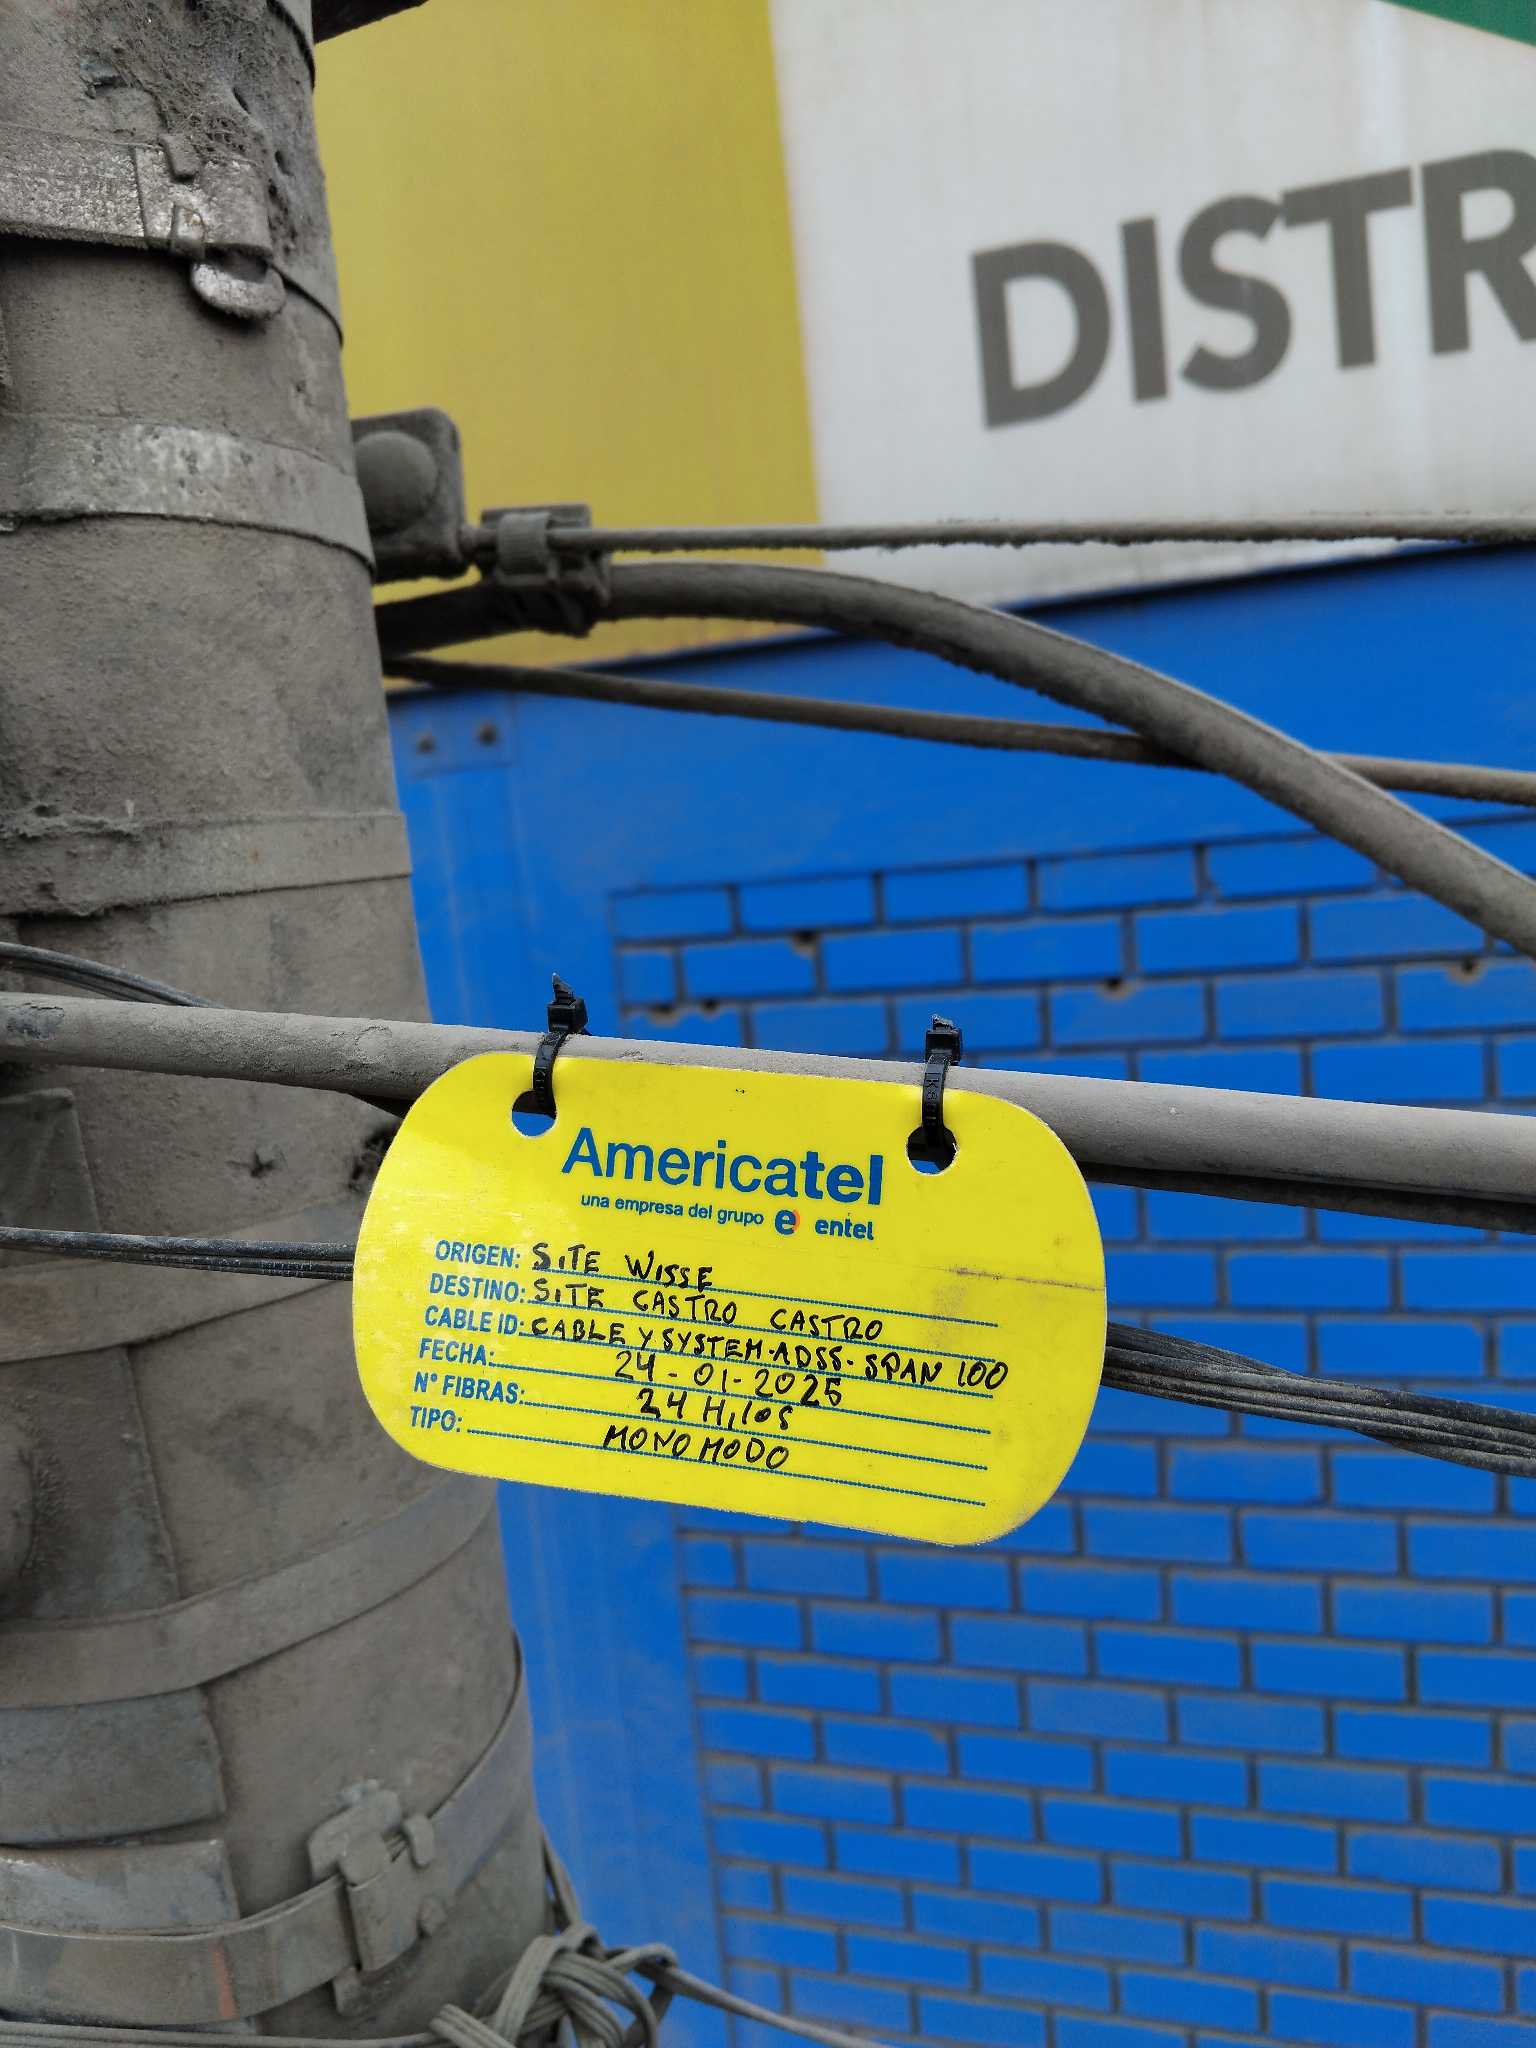 DISTR
Americatel
una empresa del grupo e entel
ORIGEN: SITE WISSE
DESTINO: SITE CASTRO CASTRO
CABLE ID: CABLE Y SYSTEM-ADSS-SPAN 100
FECHA: 24-01-2025
N° FIBRAS: 24 Hilos
TIPO: MONOMODO